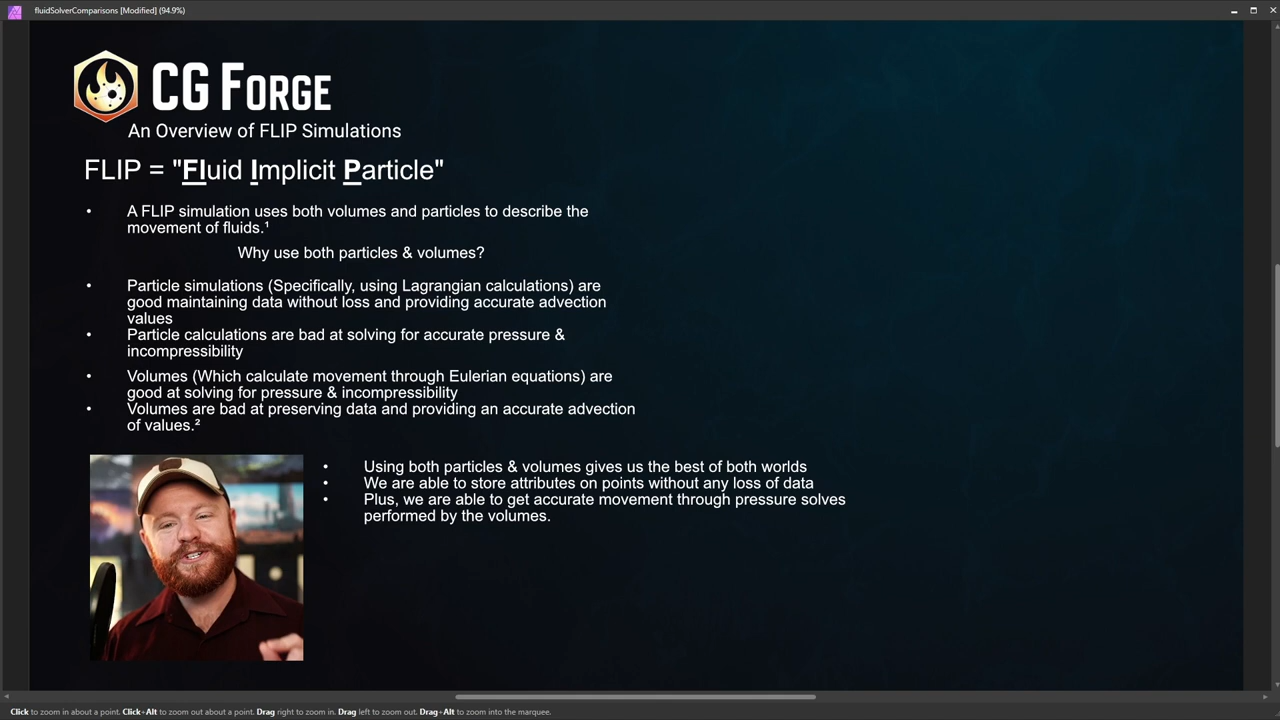 fluidSolverComparisons [Modified] (94.9%)
CG FORGE
An Overview of FLIP Simulations
FLIP = "Fluid Implicit Particle"
• A FLIP simulation uses both volumes and particles to describe the
movement of fluids.¹
Why use both particles & volumes?
• Particle simulations (Specifically, using Lagrangian calculations) are
good maintaining data without loss and providing accurate advection
values
• Particle calculations are bad at solving for accurate pressure &
incompressibility
• Volumes (Which calculate movement through Eulerian equations) are
good at solving for pressure & incompressibility
• Volumes are bad at preserving data and providing an accurate advection
of values.²
• Using both particles & volumes gives us the best of both worlds
• We are able to store attributes on points without any loss of data
• Plus, we are able to get accurate movement through pressure solves
performed by the volumes.
Click to zoom in about a point. Click+Alt to zoom out about a point. Drag right to zoom in. Drag left to zoom out. Drag+Alt to zoom into the marquee.